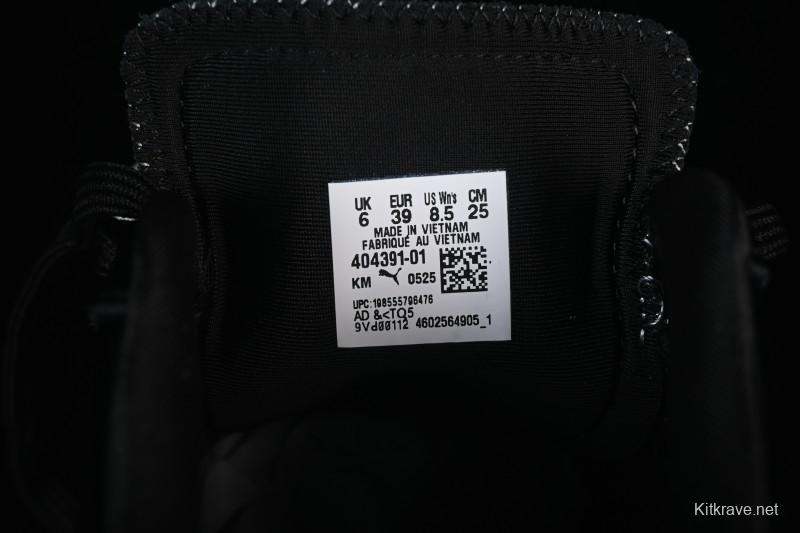 UK EUR US Wn's CM
6 39 8.5 25
MADE IN VIETNAM
FABRIQUÉ AU VIETNAM
404391-01
KM 0525
UPC:198555796476
AD &<TQ5
9Vd00112 4602564905_1
Kitkrave.net